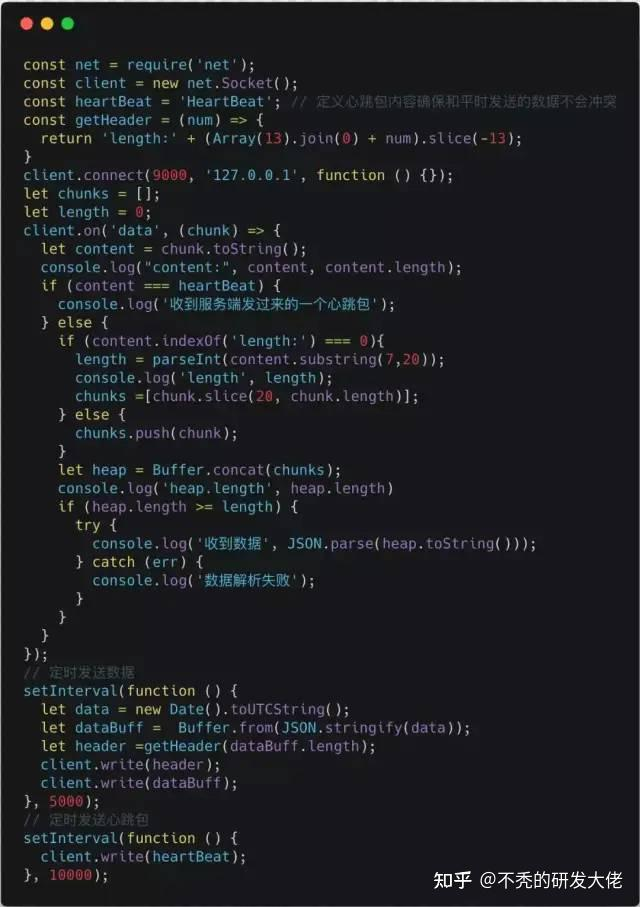 const net = require('net');
const client = new net.Socket();
const heartBeat = 'HeartBeat'; // 定义心跳包内容确保和平时发送的数据不会冲突
const getHeader = (num) => {
  return 'length:' + (Array(13).join(0) + num).slice(-13);
}
client.connect(9000, '127.0.0.1', function () {});
let chunks = [];
let length = 0;
client.on('data', (chunk) => {
  let content = chunk.toString();
  console.log("content:", content, content.length);
  if (content === heartBeat) {
    console.log('收到服务端发过来的一个心跳包');
  } else {
    if (content.indexOf('length:') === 0){
      length = parseInt(content.substring(7,20));
      console.log('length', length);
      chunks =[chunk.slice(20, chunk.length)];
    } else {
      chunks.push(chunk);
    }
    let heap = Buffer.concat(chunks);
    console.log('heap.length', heap.length)
    if (heap.length >= length) {
      try {
        console.log('收到数据', JSON.parse(heap.toString()));
      } catch (err) {
        console.log('数据解析失败');
      }
    }
  }
});
// 定时发送数据
setInterval(function () {
  let data = new Date().toUTCString();
  let dataBuff =  Buffer.from(JSON.stringify(data));
  let header =getHeader(dataBuff.length);
  client.write(header);
  client.write(dataBuff);
}, 5000);
// 定时发送心跳包
setInterval(function () {
  client.write(heartBeat);
}, 10000);
知乎 @不秃的研发大佬